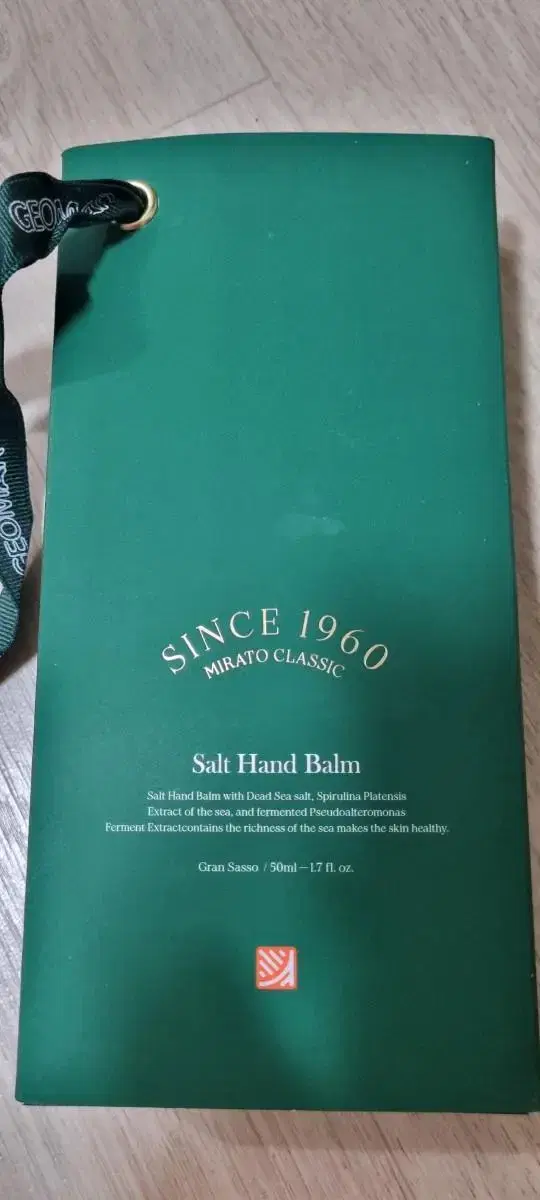 GEOMA
GEOMA
SINCE 1960
MIRATO CLASSIC
Salt Hand Balm
Salt Hand Balm with Dead Sea salt, Spirulina Platensis
Extract of the sea, and fermented Pseudoalteromonas
Ferment Extractcontains the richness of the sea makes the skin healthy.
Gran Sasso / 50ml – 1.7 fl. oz.